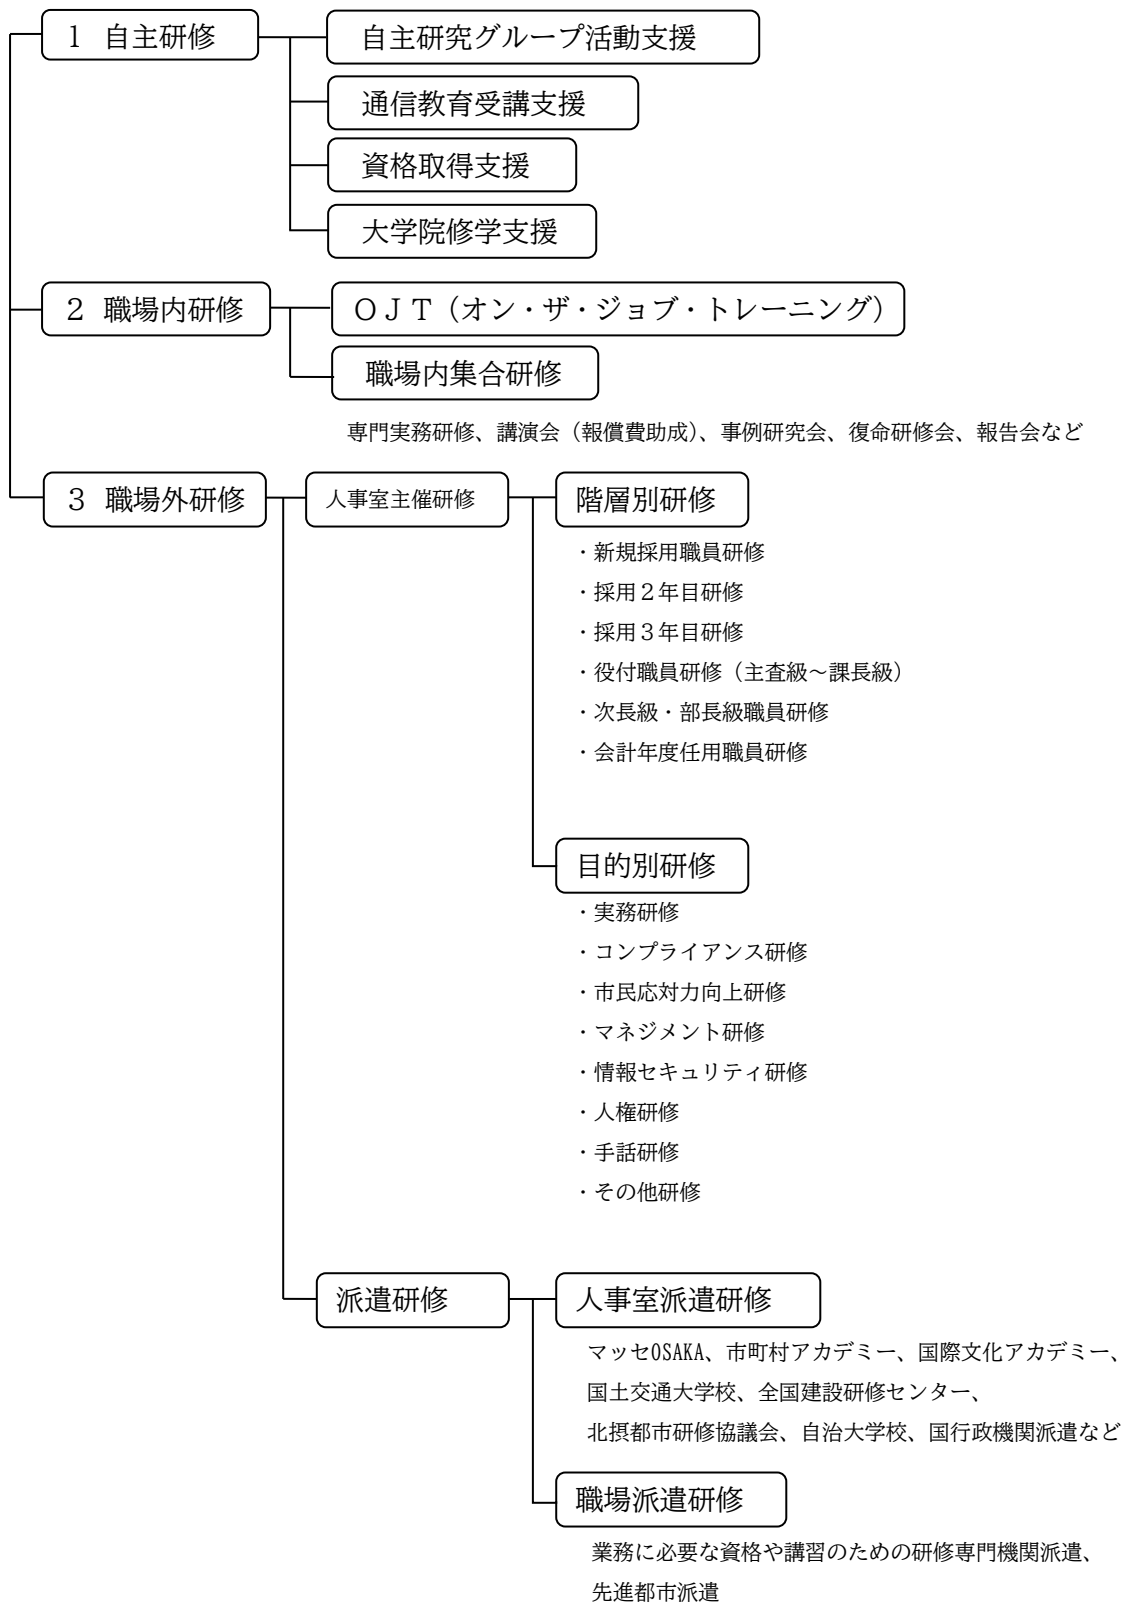 １　自主研修
自主研究グループ活動支援
通信教育受講支援
資格取得支援
大学院修学支援
２　職場内研修
ＯＪＴ（オン・ザ・ジョブ・トレーニング）
職場内集合研修
専門実務研修、講演会（報償費助成）、事例研究会、復命研修会、報告会など
３　職場外研修
人事室主催研修
階層別研修
・新規採用職員研修
・採用２年目研修
・採用３年目研修
・役付職員研修（主査級～課長級）
・次長級・部長級職員研修
・会計年度任用職員研修
目的別研修
・実務研修
・コンプライアンス研修
・市民応対力向上研修
・マネジメント研修
・情報セキュリティ研修
・人権研修
・手話研修
・その他研修
派遣研修
人事室派遣研修
マッセOSAKA、市町村アカデミー、国際文化アカデミー、
国土交通大学校、全国建設研修センター、
北摂都市研修協議会、自治大学校、国行政機関派遣など
職場派遣研修
業務に必要な資格や講習のための研修専門機関派遣、
先進都市派遣